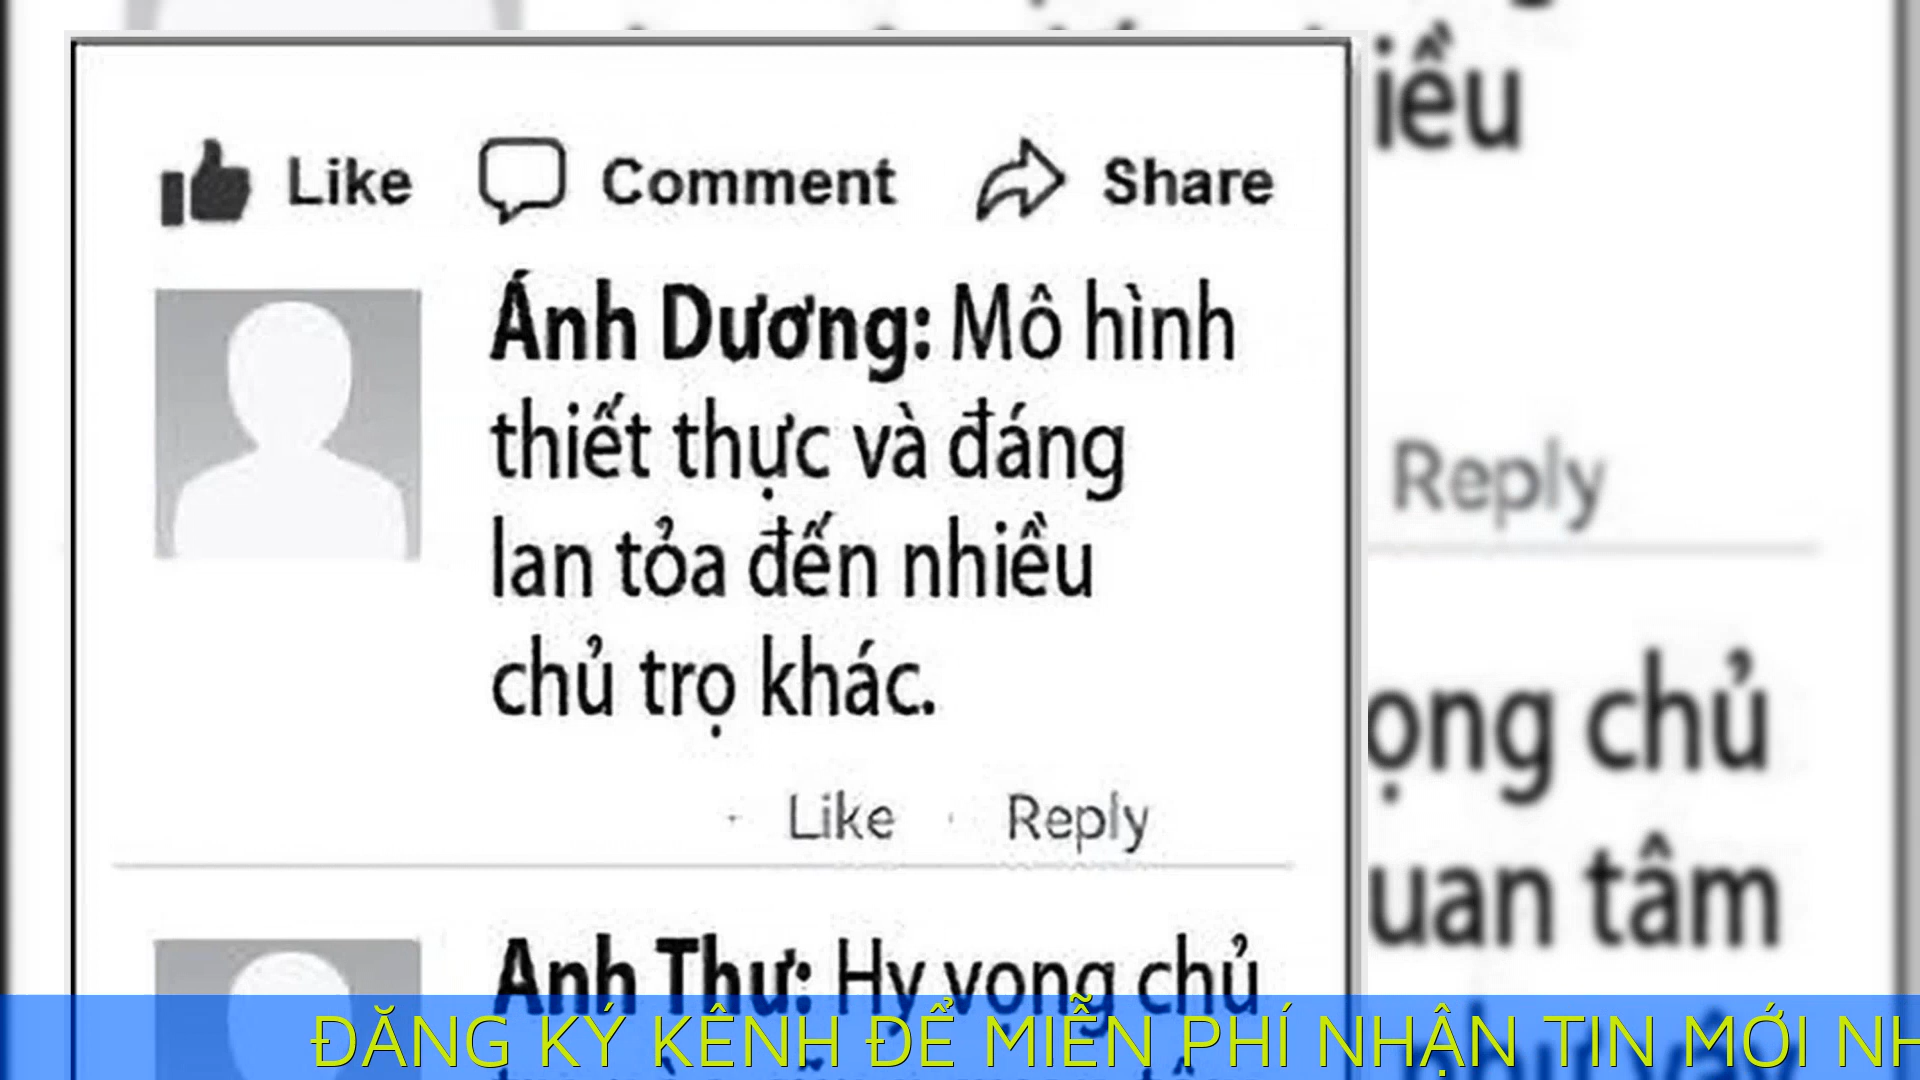 Like Comment Share
Ánh Dương: Mô hình
thiết thực và đáng
lan tỏa đến nhiều
chủ trọ khác.
Like Reply
Anh Thư: Hy vọng chủ
iều
Reply
ọng chủ
uan tâm
ĐĂNG KÝ KÊNH ĐỂ MIỄN PHÍ NHẬN TIN MỚI NH